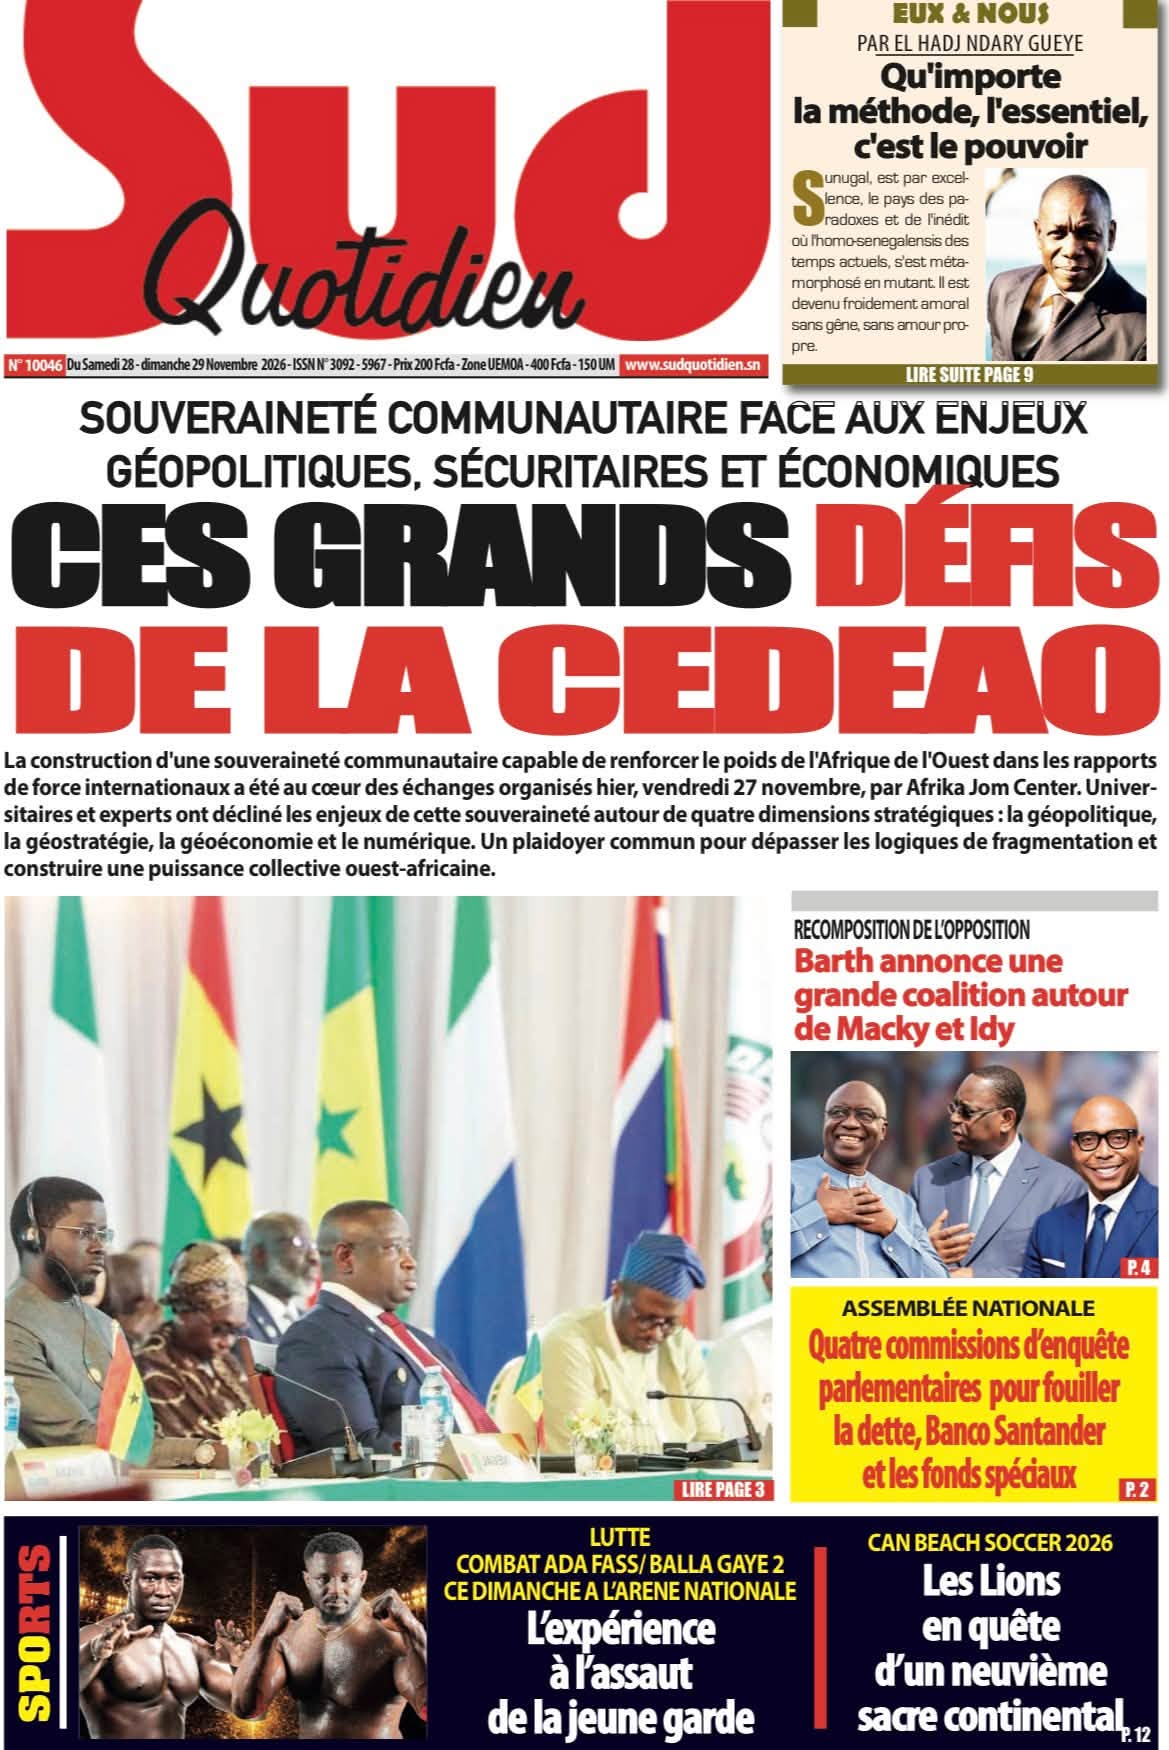 Sud
Quotidien
N° 10046 Du Samedi 28 - dimanche 29 Novembre 2026 - ISSN N° 3092 - 5967 - Prix 200 Fcfa - Zone UEMOA - 400 Fcfa - 150 UM www.sudquotidien.sn
EUX & NOUS
PAR EL HADJ NDARY GUEYE
Qu'importe
la méthode, l'essentiel,
c'est le pouvoir
Sunugal, est par excel-
lence, le pays des pa-
radoxes et de l'inédit
où l'homo-senegalensis des
temps actuels, s'est méta-
morphosé en mutant. Il est
devenu froidement amoral
sans gêne, sans amour pro-
pre.
LIRE SUITE PAGE 9
SOUVERAINETÉ COMMUNAUTAIRE FACE AUX ENJEUX
GÉOPOLITIQUES, SÉCURITAIRES ET ÉCONOMIQUES
CES GRANDS DÉFIS
DE LA CEDEAO
La construction d'une souveraineté communautaire capable de renforcer le poids de l'Afrique de l'Ouest dans les rapports
de force internationaux a été au cœur des échanges organisés hier, vendredi 27 novembre, par Afrika Jom Center. Univer-
sitaires et experts ont décliné les enjeux de cette souveraineté autour de quatre dimensions stratégiques : la géopolitique,
la géostratégie, la géoéconomie et le numérique. Un plaidoyer commun pour dépasser les logiques de fragmentation et
construire une puissance collective ouest-africaine.
LIRE PAGE 3
RECOMPOSITION DE L'OPPOSITION
Barth annonce une
grande coalition autour
de Macky et Idy
P. 4
ASSEMBLÉE NATIONALE
Quatre commissions d'enquête
parlementaires pour fouiller
la dette, Banco Santander
et les fonds spéciaux
P. 2
SPORTS
LUTTE
COMBAT ADA FASS/ BALLA GAYE 2
CE DIMANCHE A L'ARENE NATIONALE
L'expérience
à l'assaut
de la jeune garde
CAN BEACH SOCCER 2026
Les Lions
en quête
d'un neuvième
sacre continental
P. 12